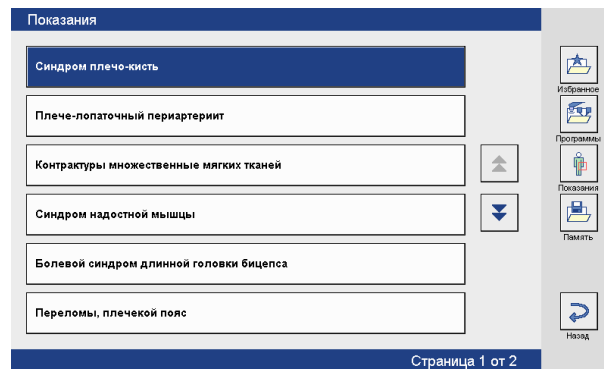 Показания
Синдром плечо-кисть
Плече-лопаточный периартериит
Контрактуры множественные мягких тканей
Синдром надостной мышцы
Болевой синдром длинной головки бицепса
Переломы, плечекой пояс
Страница 1 от 2
Избранное
Программы
Показания
Память
Назад